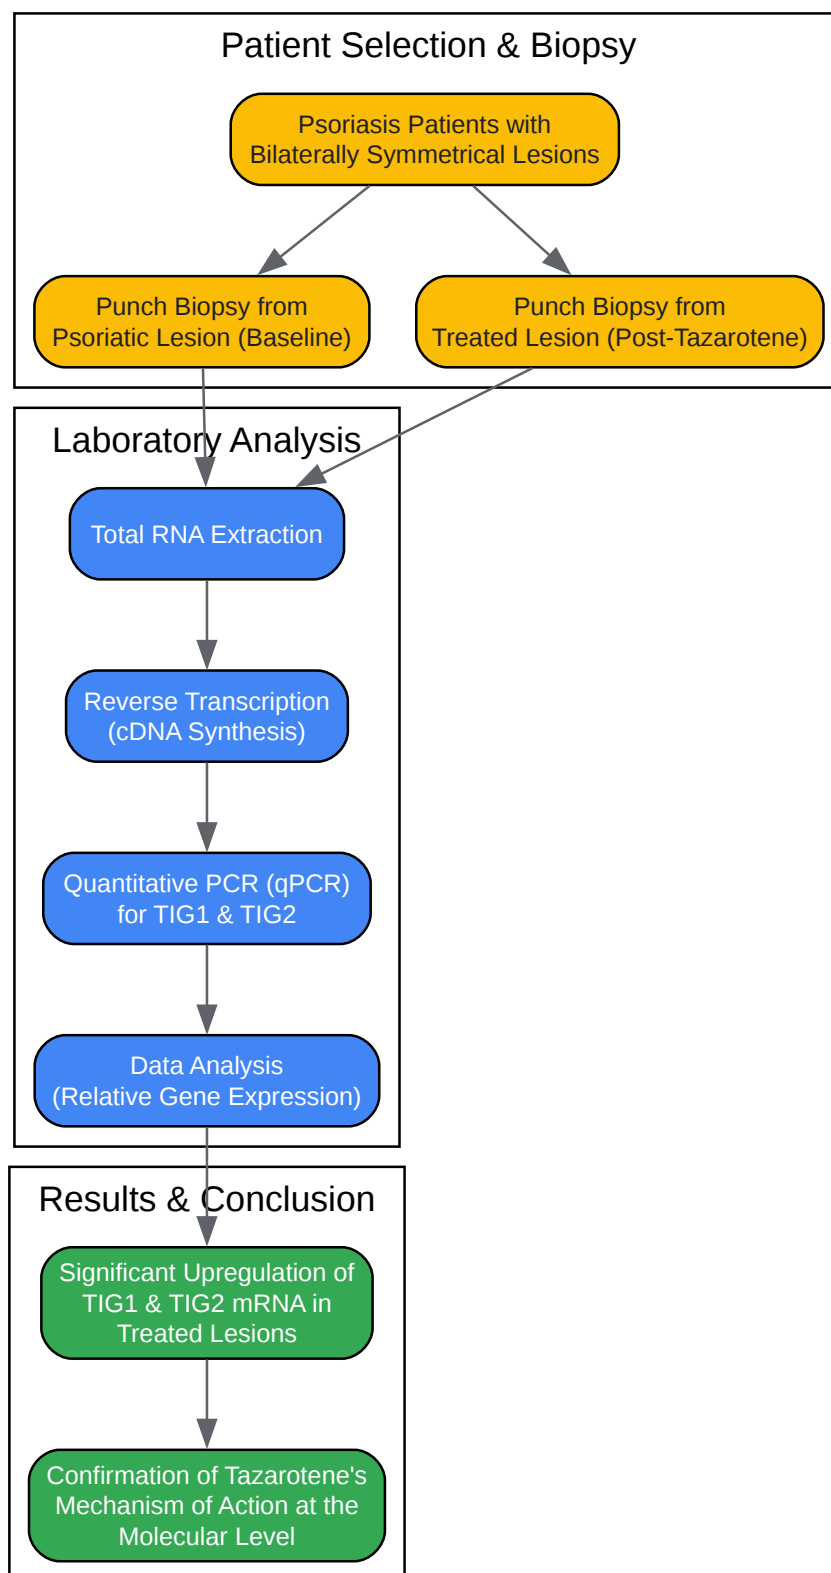 Patient Selection & Biopsy
Psoriasis Patients with
Bilaterally Symmetrical Lesions
Punch Biopsy from
Psoriatic Lesion (Baseline)
Punch Biopsy from
Treated Lesion (Post-Tazarotene)
Laboratory Analysis
Total RNA Extraction
Reverse Transcription
(cDNA Synthesis)
Quantitative PCR (qPCR)
for TIG1 & TIG2
Data Analysis
(Relative Gene Expression)
Results & Conclusion
Significant Upregulation of
TIG1 & TIG2 mRNA in
Treated Lesions
Confirmation of Tazarotene's
Mechanism of Action at the
Molecular Level